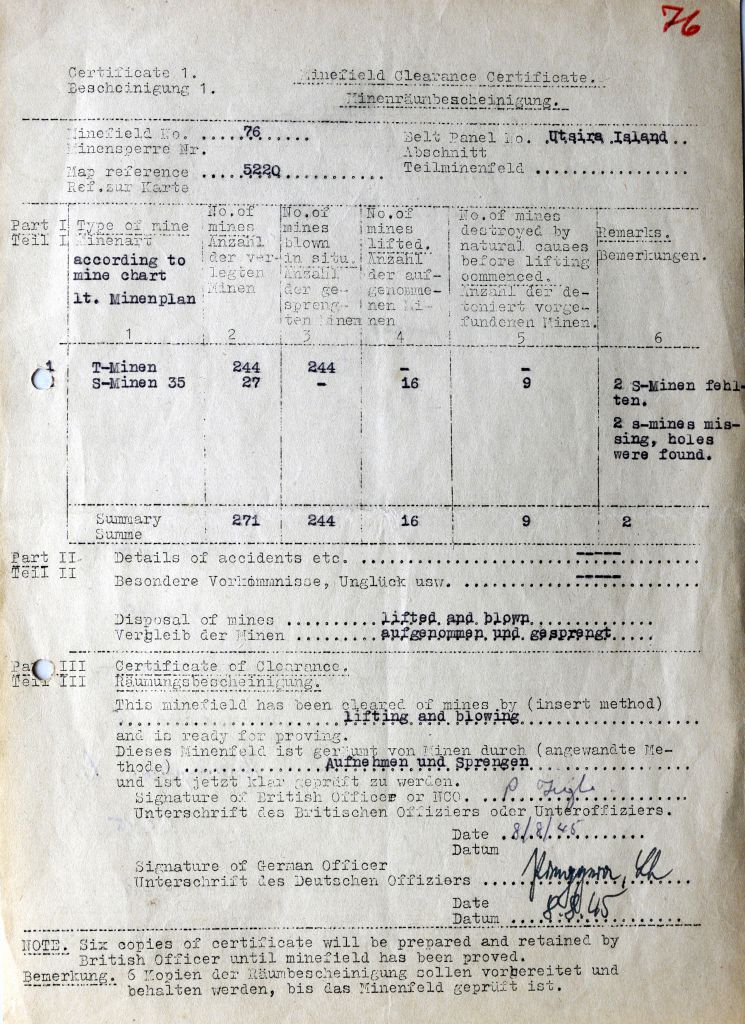 76
Certificate 1. Minefield Clearance Certificate.
Bescheinigung 1. Minenräumbescheinigung.
Minefield No. ....76......... Belt Panel No. .Utsira Island..
Minensperre Nr. Abschnitt
Map reference .....5220............. Teilminenfeld .................
Ref.zur Karte
Part I Type of mine
Teil I Minenart
according to
mine chart
lt. Minenplan
1
No.of
mines
Anzahl
der ver-
legten
Minen
2
No. of
mines
blown
in situ.
Anzahl
der ge-
spreng-
ten Minen
3
No.of
mines
lifted.
Anzahl
der auf-
genomme-
nen Mi-
nen
4
No.of mines
destroyed by
natural causes
before lifting
commenced.
Anzahl der de-
toniert vorge-
fundenen Minen.
5
Remarks.
Bemerkungen.
6
1 T-Minen 244 244 - -
S-Minen 35 27 - 16 9 2 S-Minen fehl-
ten.
2 s-mines mis-
sing, holes
were found.
Summary 271 244 16 9 2
Summe
Part II Details of accidents etc. ...........-----.........
Teil II Besondere Vorkommnisse, Unglück usw. ...........-----.........
Disposal of mines .........lifted and blown..............
Verbleib der Minen .........aufgenommen und gesprengt.....
Part III Certificate of Clearance.
Teil III Räumungsbescheinigung.
This minefield has been cleared of mines by (insert method)
.......................lifting and blowing...................
and is ready for proving.
Dieses Minenfeld ist geräumt von Minen durch (angewandte Me-
thode) ...............Aufnehmen und Sprengen................
und ist jetzt klar geprüft zu werden.
Signature of British Officer or NCO. ....................
Unterschrift des Britischen Offiziers oder Unteroffiziers.
Date .8/8/45............
Datum
Signature of German Officer
Unterschrift des Deutschen Offiziers ....................
Date 8.8.45
Datum ....................
NOTE. Six copies of certificate will be prepared and retained by
British Officer until minefield has been proved.
Bemerkung. 6 Kopien der Räumbescheinigung sollen vorbereitet und
behalten werden, bis das Minenfeld geprüft ist.